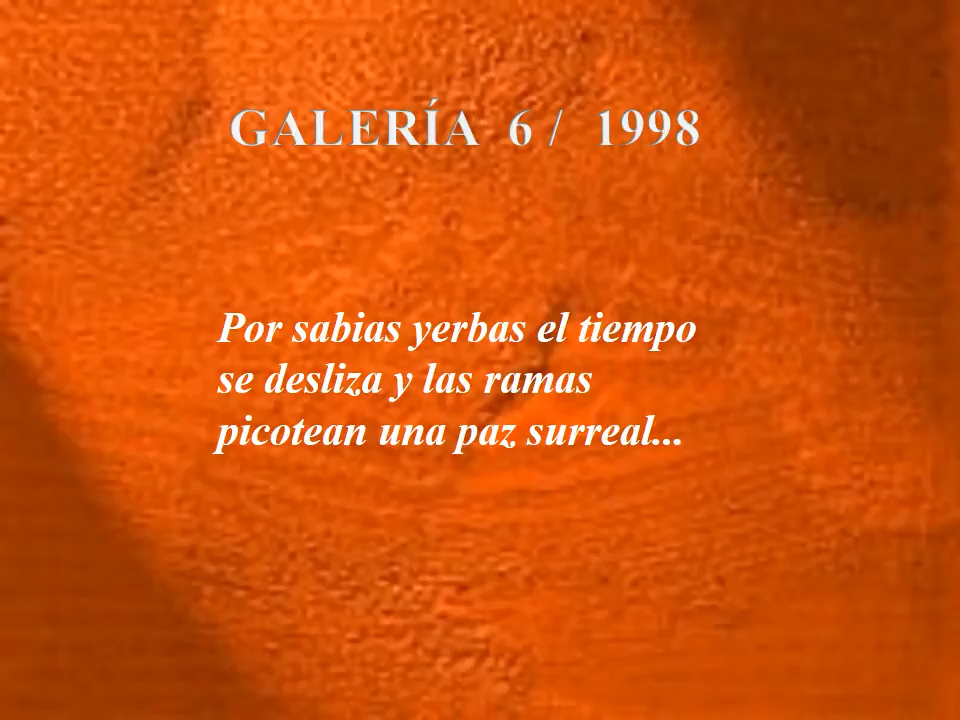 GALERÍA 6 / 1998
Por sabias yerbas el tiempo
se desliza y las ramas
picotean una paz surreal...